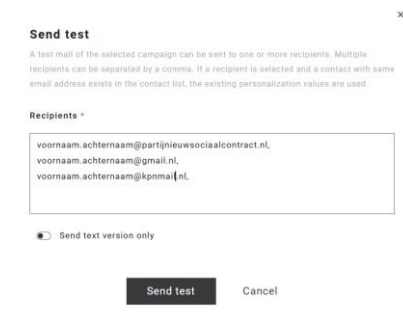 ×
Send test
A test mail of the selected campaign can be sent to one or more recipients. Multiple
recipients can be separated by a comma. If a recipient is selected and a contact with same
email address exists in the contact list, the existing personalization values are used.
Recipients *
voornaam.achternaam@partijnieuwsociaalcontract.nl,
voornaam.achternaam@gmail.nl,
voornaam.achternaam@kpnmail.nl,
Send text version only
Send test Cancel